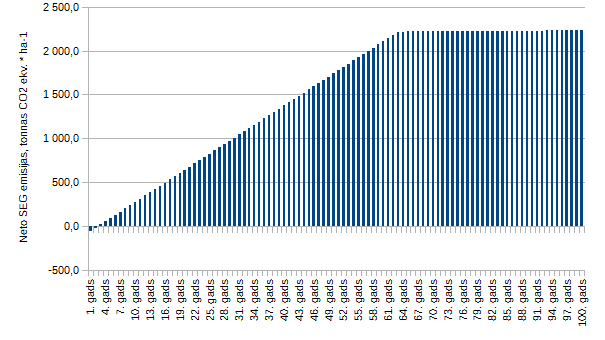 Neto SEG emisijas, tonnas CO2 ekv. * ha-1
2 500,0
2 000,0
1 500,0
1 000,0
500,0
0,0
-500,0
1. gads
4. gads
7. gads
10. gads
13. gads
16. gads
19. gads
22. gads
25. gads
28. gads
31. gads
34. gads
37. gads
40. gads
43. gads
46. gads
49. gads
52. gads
55. gads
58. gads
61. gads
64. gads
67. gads
70. gads
73. gads
76. gads
79. gads
82. gads
85. gads
88. gads
91. gads
94. gads
97. gads
100. gads